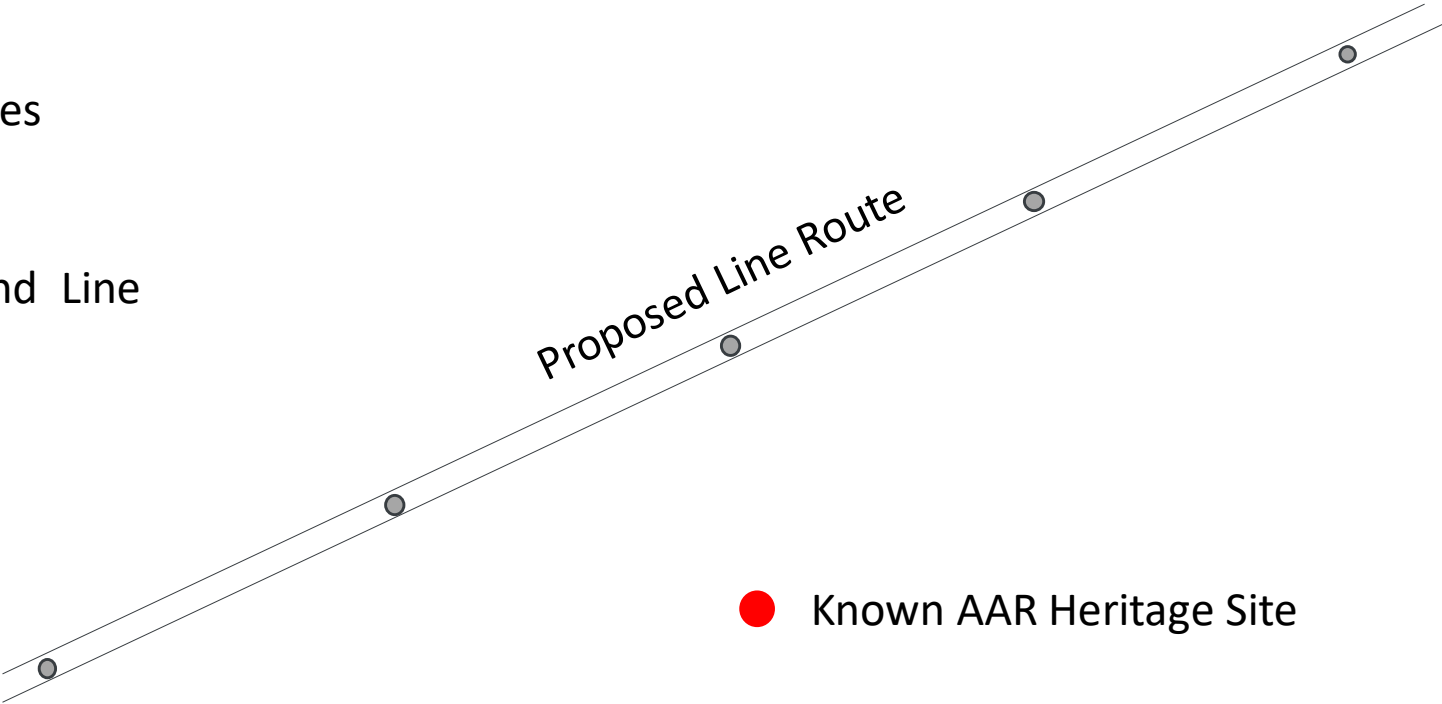 es
Proposed Line Route
nd Line
Known AAR Heritage Site